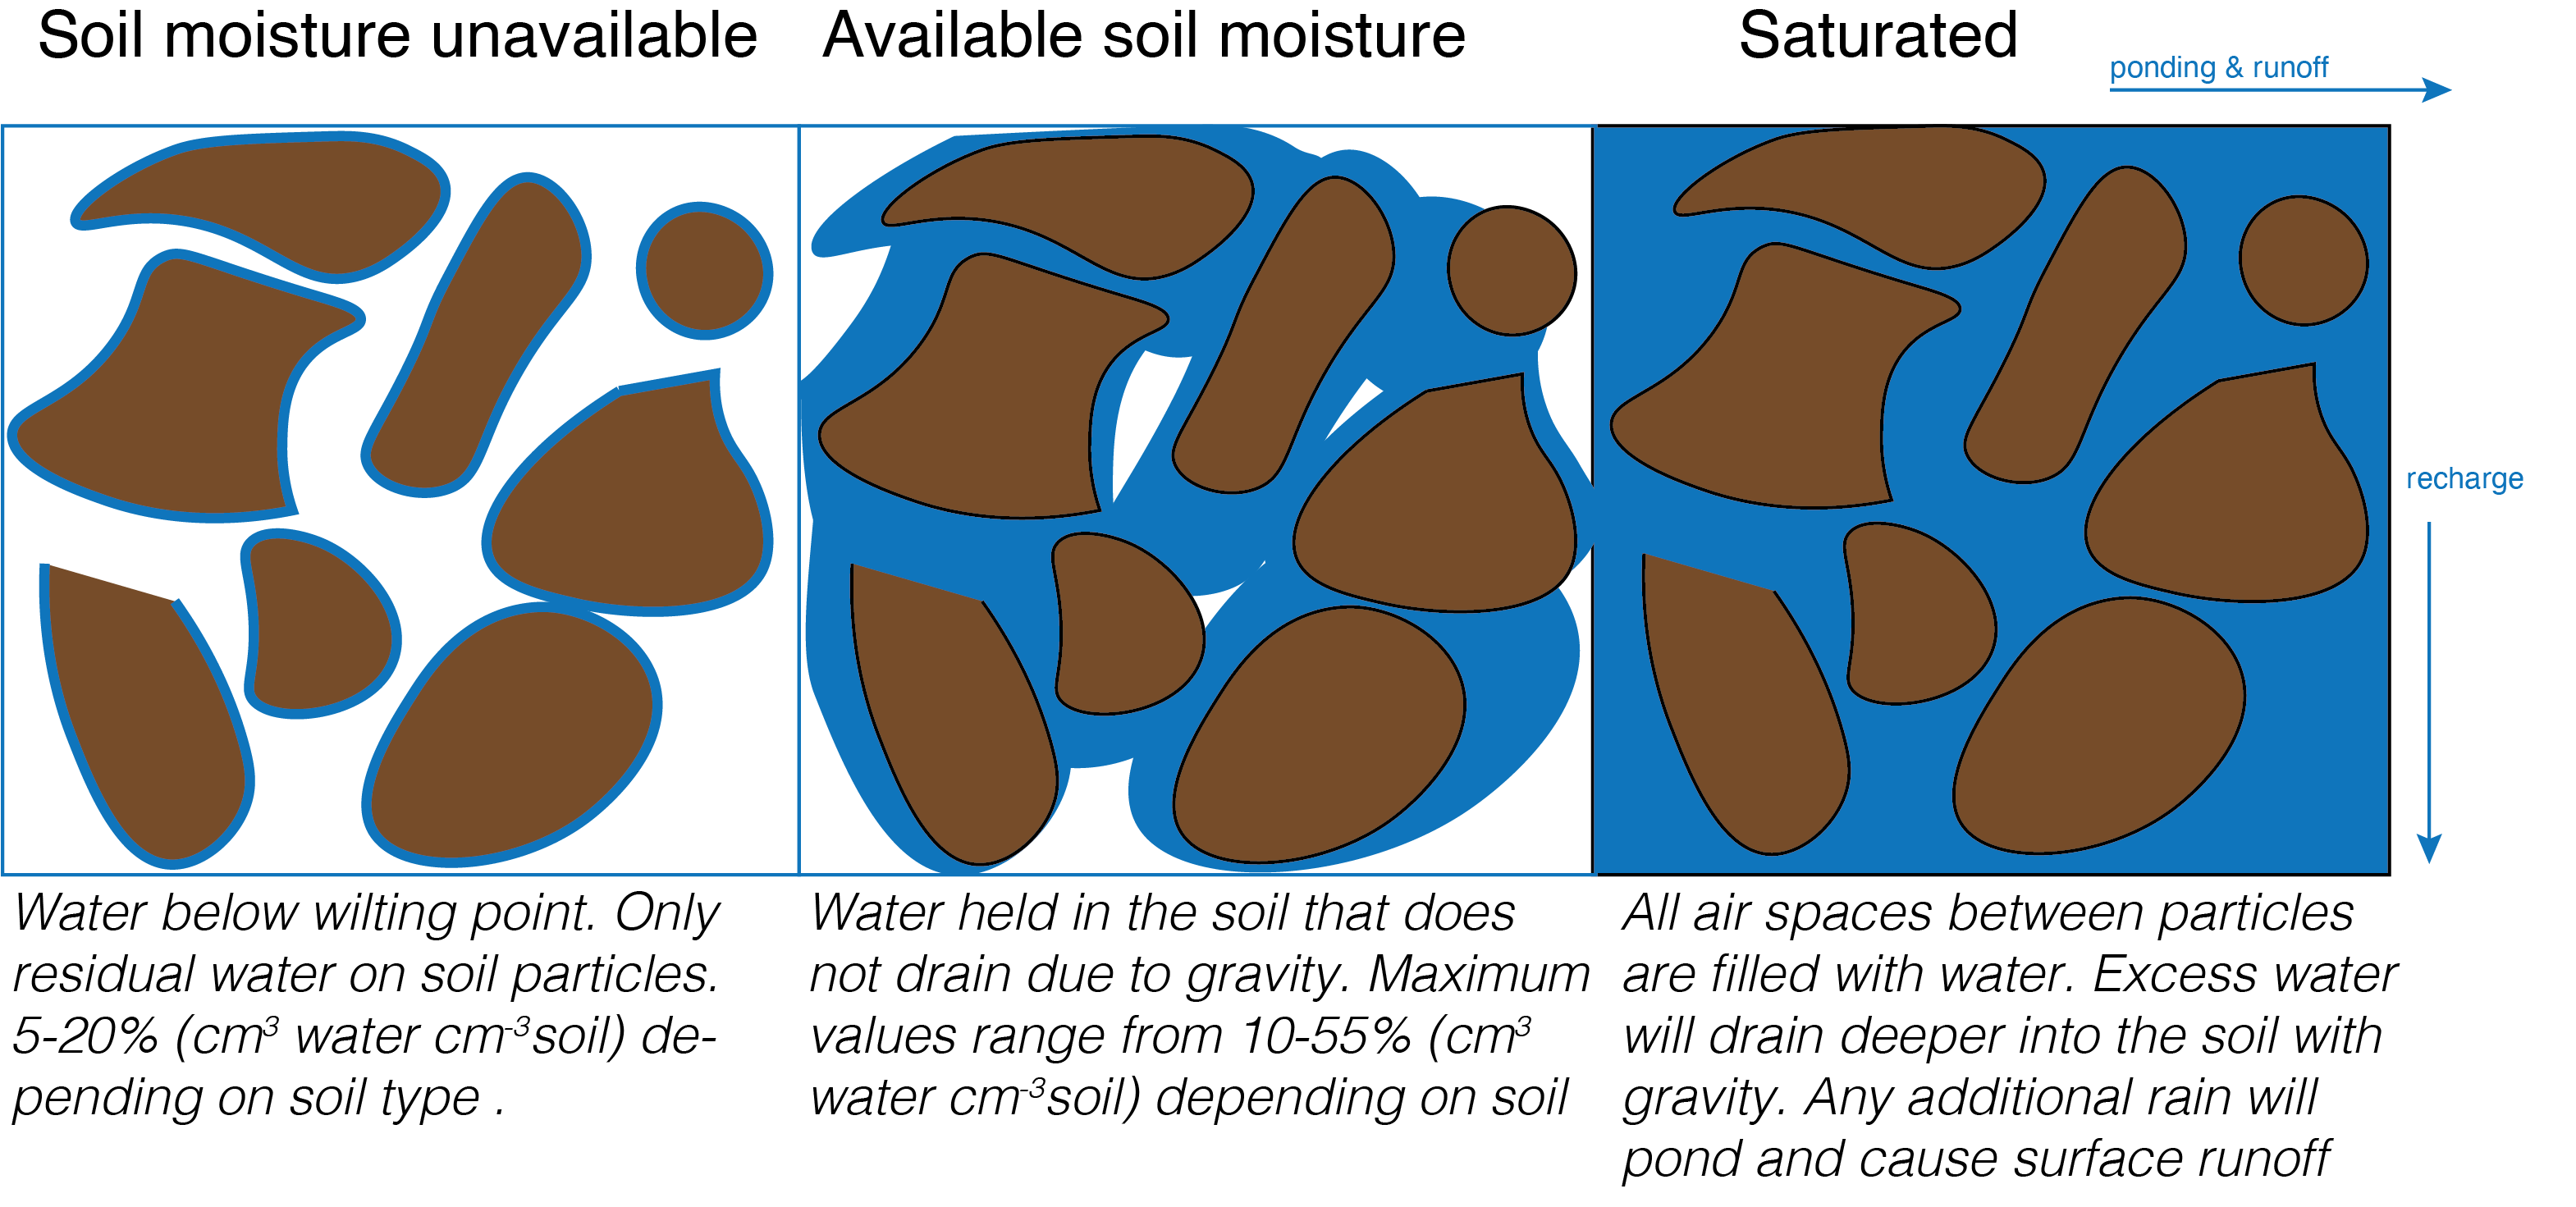 Soil moisture unavailable
Available soil moisture
Saturated
ponding & runoff
recharge
Water below wilting point. Only
residual water on soil particles.
5-20% (cm³ water cm⁻³soil) de-
pending on soil type .
Water held in the soil that does
not drain due to gravity. Maximum
values range from 10-55% (cm³
water cm⁻³soil) depending on soil
All air spaces between particles
are filled with water. Excess water
will drain deeper into the soil with
gravity. Any additional rain will
pond and cause surface runoff